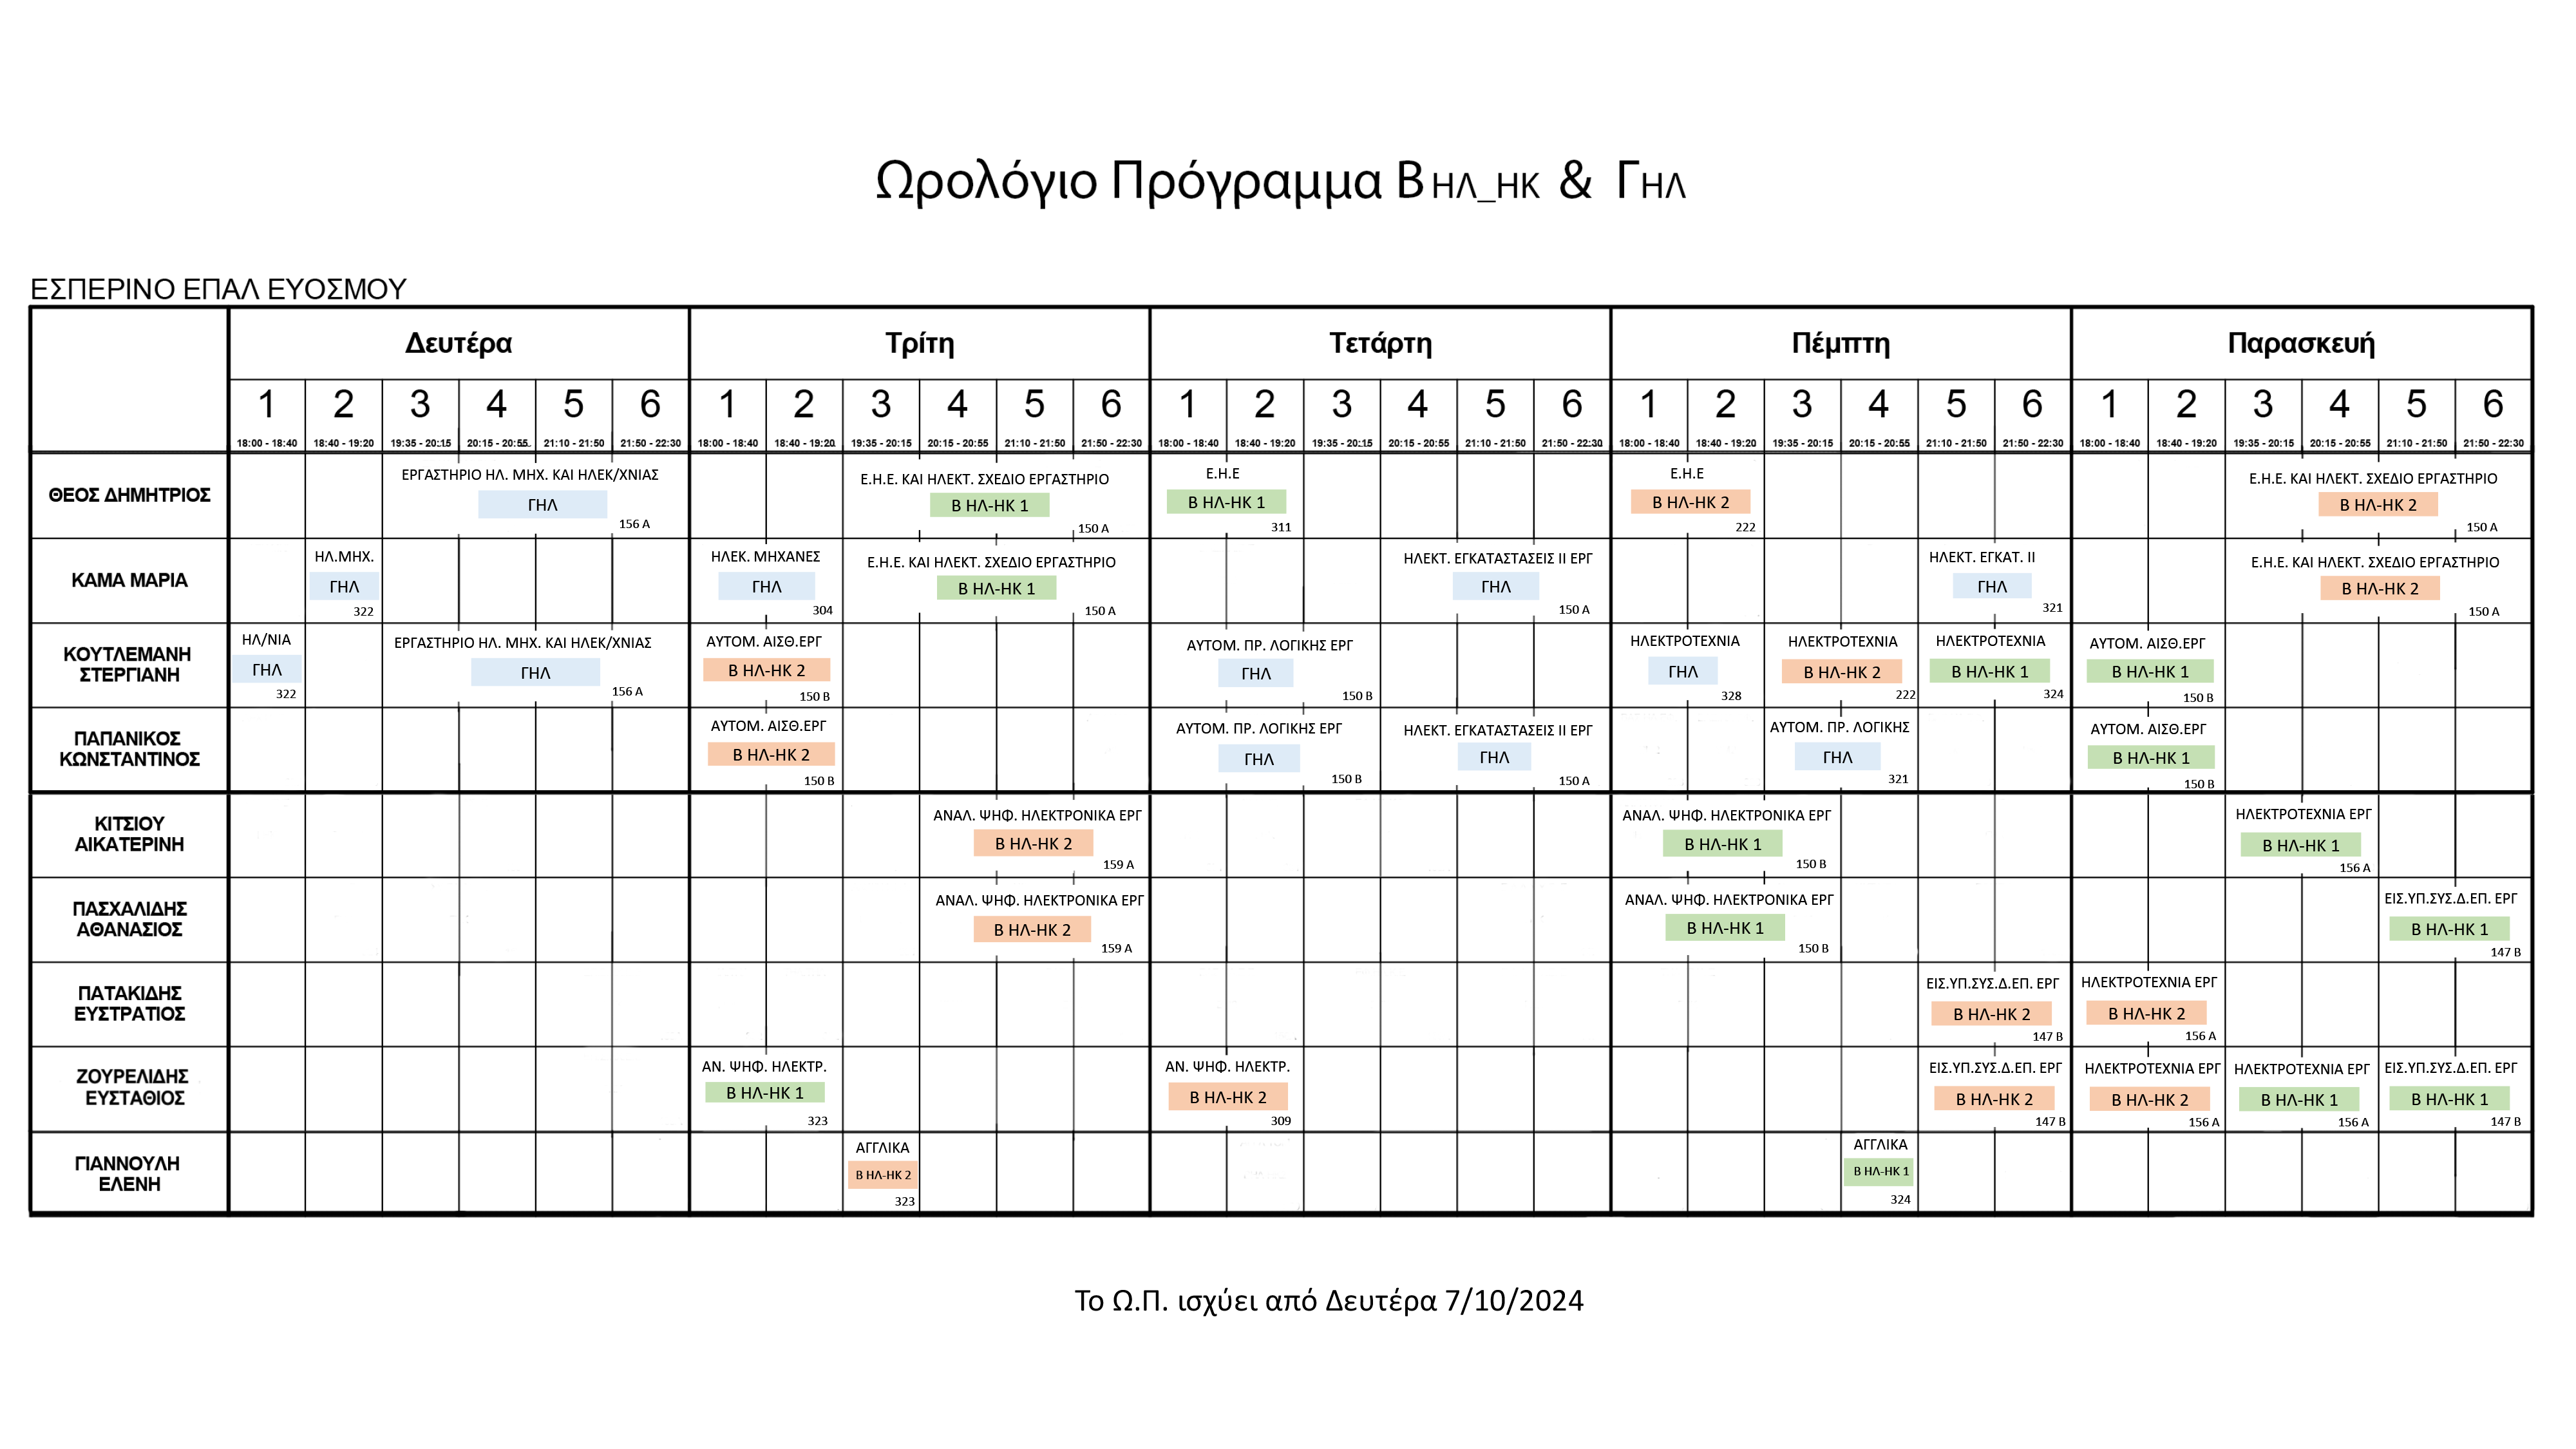 Ωρολόγιο Πρόγραμμα Β ΗΛ_ΗΚ & ΓΗΛ
ΕΣΠΕΡΙΝΟ ΕΠΑΛ ΕΥΟΣΜΟΥ
Δευτέρα Τρίτη Τετάρτη Πέμπτη Παρασκευή
1 2 3 4 5 6 1 2 3 4 5 6 1 2 3 4 5 6 1 2 3 4 5 6 1 2 3 4 5 6
18:00 - 18:40 18:40 - 19:20 19:35 - 20:15 20:15 - 20:55 21:10 - 21:50 21:50 - 22:30 18:00 - 18:40 18:40 - 19:20 19:35 - 20:15 20:15 - 20:55 21:10 - 21:50 21:50 - 22:30 18:00 - 18:40 18:40 - 19:20 19:35 - 20:15 20:15 - 20:55 21:10 - 21:50 21:50 - 22:30 18:00 - 18:40 18:40 - 19:20 19:35 - 20:15 20:15 - 20:55 21:10 - 21:50 21:50 - 22:30 18:00 - 18:40 18:40 - 19:20 19:35 - 20:15 20:15 - 20:55 21:10 - 21:50 21:50 - 22:30
ΘΕΟΣ ΔΗΜΗΤΡΙΟΣ
ΕΡΓΑΣΤΗΡΙΟ ΗΛ. ΜΗΧ. ΚΑΙ ΗΛΕΚ/ΧΝΙΑΣ Ε.Η.Ε. ΚΑΙ ΗΛΕΚΤ. ΣΧΕΔΙΟ ΕΡΓΑΣΤΗΡΙΟ Ε.Η.Ε Ε.Η.Ε Ε.Η.Ε. ΚΑΙ ΗΛΕΚΤ. ΣΧΕΔΙΟ ΕΡΓΑΣΤΗΡΙΟ
ΓΗΛ Β ΗΛ-ΗΚ 1 Β ΗΛ-ΗΚ 1 Β ΗΛ-ΗΚ 2 Β ΗΛ-ΗΚ 2
156 Α 150 Α 311 222 150 Α
ΚΑΜΑ ΜΑΡΙΑ
ΗΛ.ΜΗΧ. ΗΛΕΚ. ΜΗΧΑΝΕΣ Ε.Η.Ε. ΚΑΙ ΗΛΕΚΤ. ΣΧΕΔΙΟ ΕΡΓΑΣΤΗΡΙΟ ΗΛΕΚΤ. ΕΓΚΑΤΑΣΤΑΣΕΙΣ ΙΙ ΕΡΓ ΗΛΕΚΤ. ΕΓΚΑΤ. ΙΙ Ε.Η.Ε. ΚΑΙ ΗΛΕΚΤ. ΣΧΕΔΙΟ ΕΡΓΑΣΤΗΡΙΟ
ΓΗΛ ΓΗΛ Β ΗΛ-ΗΚ 1 ΓΗΛ ΓΗΛ Β ΗΛ-ΗΚ 2
322 304 150 Α 150 Α 321 150 Α
ΚΟΥΤΛΕΜΑΝΗ
ΣΤΕΡΓΙΑΝΗ
ΗΛ/ΝΙΑ ΕΡΓΑΣΤΗΡΙΟ ΗΛ. ΜΗΧ. ΚΑΙ ΗΛΕΚ/ΧΝΙΑΣ ΑΥΤΟΜ. ΑΙΣΘ.ΕΡΓ ΑΥΤΟΜ. ΠΡ. ΛΟΓΙΚΗΣ ΕΡΓ ΗΛΕΚΤΡΟΤΕΧΝΙΑ ΗΛΕΚΤΡΟΤΕΧΝΙΑ ΗΛΕΚΤΡΟΤΕΧΝΙΑ ΑΥΤΟΜ. ΑΙΣΘ.ΕΡΓ
ΓΗΛ ΓΗΛ Β ΗΛ-ΗΚ 2 ΓΗΛ ΓΗΛ Β ΗΛ-ΗΚ 2 Β ΗΛ-ΗΚ 1 Β ΗΛ-ΗΚ 1
322 156 Α 150 Β 150 Β 328 222 324 150 Β
ΠΑΠΑΝΙΚΟΣ
ΚΩΝΣΤΑΝΤΙΝΟΣ
ΑΥΤΟΜ. ΑΙΣΘ.ΕΡΓ ΑΥΤΟΜ. ΠΡ. ΛΟΓΙΚΗΣ ΕΡΓ ΗΛΕΚΤ. ΕΓΚΑΤΑΣΤΑΣΕΙΣ ΙΙ ΕΡΓ ΑΥΤΟΜ. ΠΡ. ΛΟΓΙΚΗΣ ΑΥΤΟΜ. ΑΙΣΘ.ΕΡΓ
Β ΗΛ-ΗΚ 2 ΓΗΛ ΓΗΛ ΓΗΛ Β ΗΛ-ΗΚ 1
150 Β 150 Β 150 Α 321 150 Β
ΚΙΤΣΙΟΥ
ΑΙΚΑΤΕΡΙΝΗ
ΑΝΑΛ. ΨΗΦ. ΗΛΕΚΤΡΟΝΙΚΑ ΕΡΓ ΑΝΑΛ. ΨΗΦ. ΗΛΕΚΤΡΟΝΙΚΑ ΕΡΓ ΗΛΕΚΤΡΟΤΕΧΝΙΑ ΕΡΓ
Β ΗΛ-ΗΚ 2 Β ΗΛ-ΗΚ 1 Β ΗΛ-ΗΚ 1
159 Α 150 Β 156 Α
ΠΑΣΧΑΛΙΔΗΣ
ΑΘΑΝΑΣΙΟΣ
ΑΝΑΛ. ΨΗΦ. ΗΛΕΚΤΡΟΝΙΚΑ ΕΡΓ ΑΝΑΛ. ΨΗΦ. ΗΛΕΚΤΡΟΝΙΚΑ ΕΡΓ ΕΙΣ.ΥΠ.ΣΥΣ.Δ.ΕΠ. ΕΡΓ
Β ΗΛ-ΗΚ 2 Β ΗΛ-ΗΚ 1 Β ΗΛ-ΗΚ 1
159 Α 150 Β 147 Β
ΠΑΤΑΚΙΔΗΣ
ΕΥΣΤΡΑΤΙΟΣ
ΕΙΣ.ΥΠ.ΣΥΣ.Δ.ΕΠ. ΕΡΓ ΗΛΕΚΤΡΟΤΕΧΝΙΑ ΕΡΓ
Β ΗΛ-ΗΚ 2 Β ΗΛ-ΗΚ 2
147 Β 156 Α
ΖΟΥΡΕΛΙΔΗΣ
ΕΥΣΤΑΘΙΟΣ
ΑΝ. ΨΗΦ. ΗΛΕΚΤΡ. ΑΝ. ΨΗΦ. ΗΛΕΚΤΡ. ΕΙΣ.ΥΠ.ΣΥΣ.Δ.ΕΠ. ΕΡΓ ΗΛΕΚΤΡΟΤΕΧΝΙΑ ΕΡΓ ΗΛΕΚΤΡΟΤΕΧΝΙΑ ΕΡΓ ΕΙΣ.ΥΠ.ΣΥΣ.Δ.ΕΠ. ΕΡΓ
Β ΗΛ-ΗΚ 1 Β ΗΛ-ΗΚ 2 Β ΗΛ-ΗΚ 2 Β ΗΛ-ΗΚ 2 Β ΗΛ-ΗΚ 1 Β ΗΛ-ΗΚ 1
323 309 147 Β 156 Α 156 Α 147 Β
ΓΙΑΝΝΟΥΛΗ
ΕΛΕΝΗ
ΑΓΓΛΙΚΑ ΑΓΓΛΙΚΑ
Β ΗΛ-ΗΚ 2 Β ΗΛ-ΗΚ 1
323 324
Το Ω.Π. ισχύει από Δευτέρα 7/10/2024